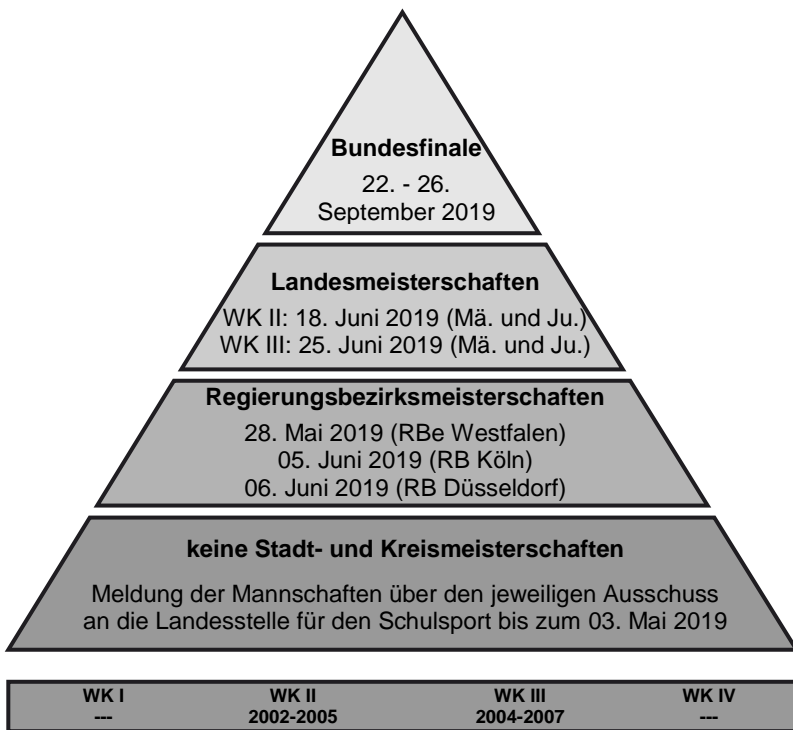 Bundesfinale
22. - 26.
September 2019
Landesmeisterschaften
WK II: 18. Juni 2019 (Mä. und Ju.)
WK III: 25. Juni 2019 (Mä. und Ju.)
Regierungsbezirksmeisterschaften
28. Mai 2019 (RBe Westfalen)
05. Juni 2019 (RB Köln)
06. Juni 2019 (RB Düsseldorf)
keine Stadt- und Kreismeisterschaften
Meldung der Mannschaften über den jeweiligen Ausschuss
an die Landesstelle für den Schulsport bis zum 03. Mai 2019
WK I WK II WK III WK IV
--- 2002-2005 2004-2007 ---